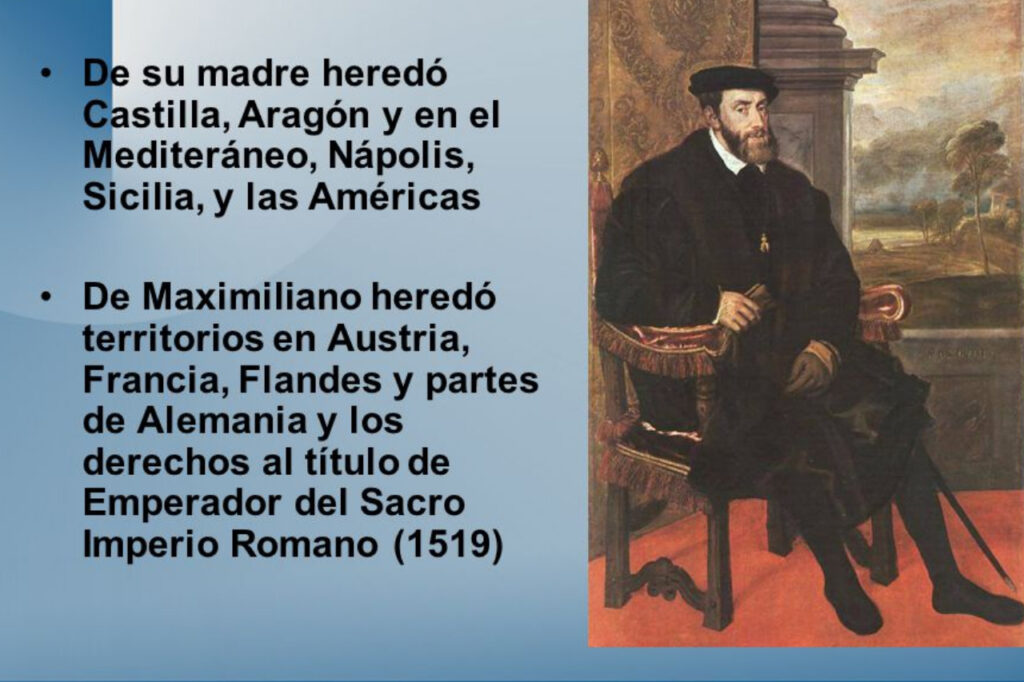 • De su madre heredó
Castilla, Aragón y en el
Mediteráneo, Nápolis,
Sicilia, y las Américas
• De Maximiliano heredó
territorios en Austria,
Francia, Flandes y partes
de Alemania y los
derechos al título de
Emperador del Sacro
Imperio Romano (1519)